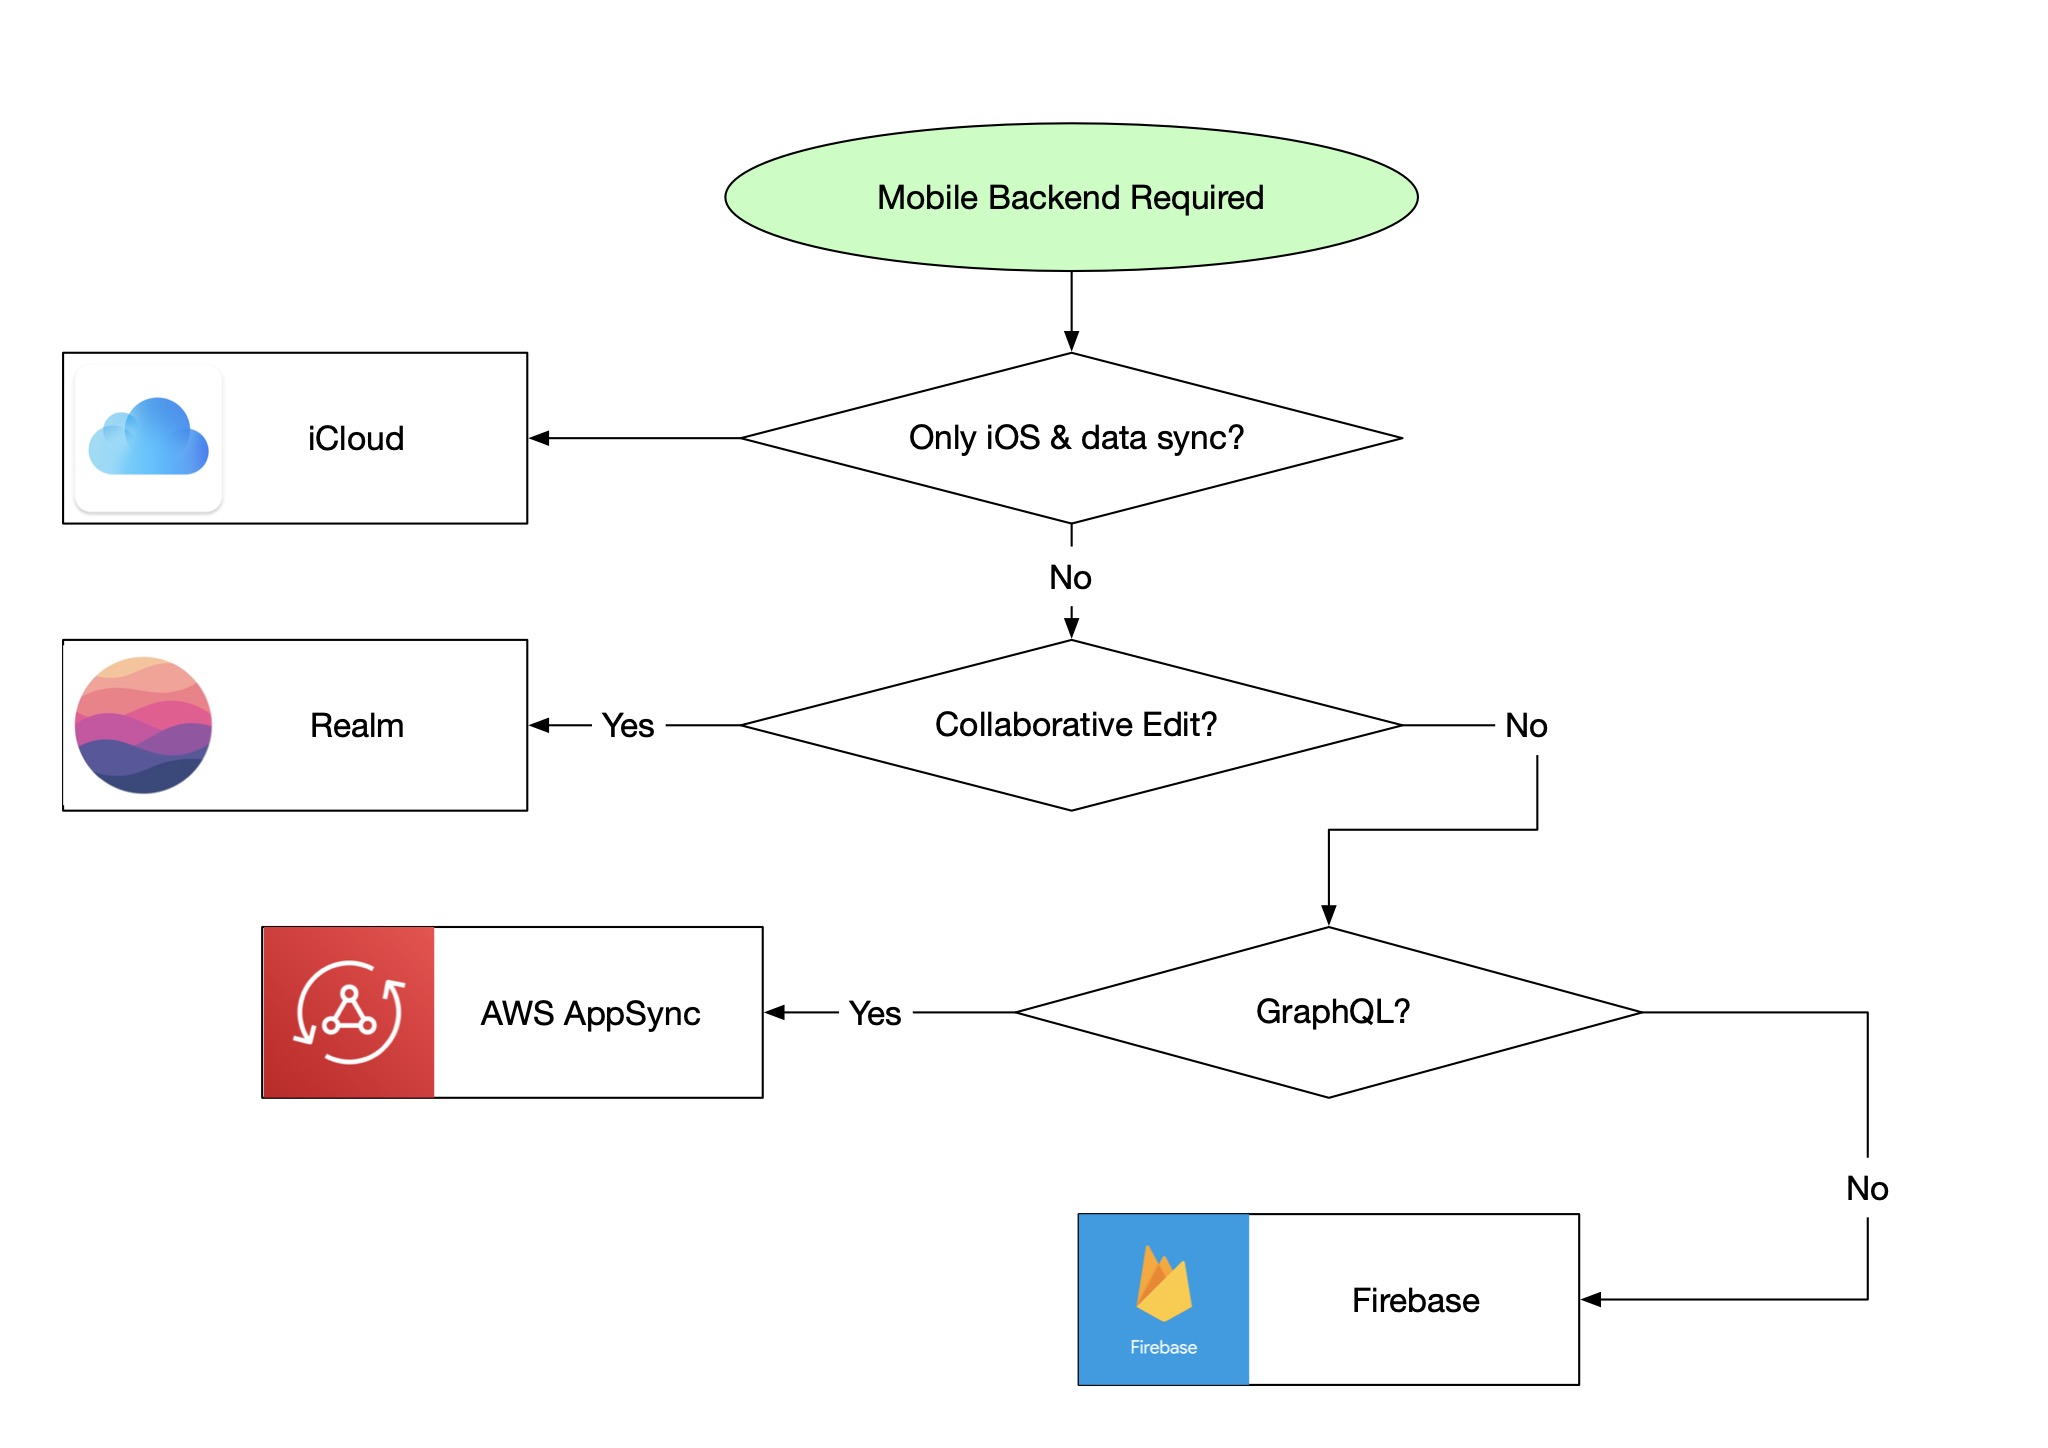 Mobile Backend Required
iCloud
Only iOS & data sync?
No
Realm
Yes
Collaborative Edit?
No
AWS AppSync
Yes
GraphQL?
No
Firebase
Firebase